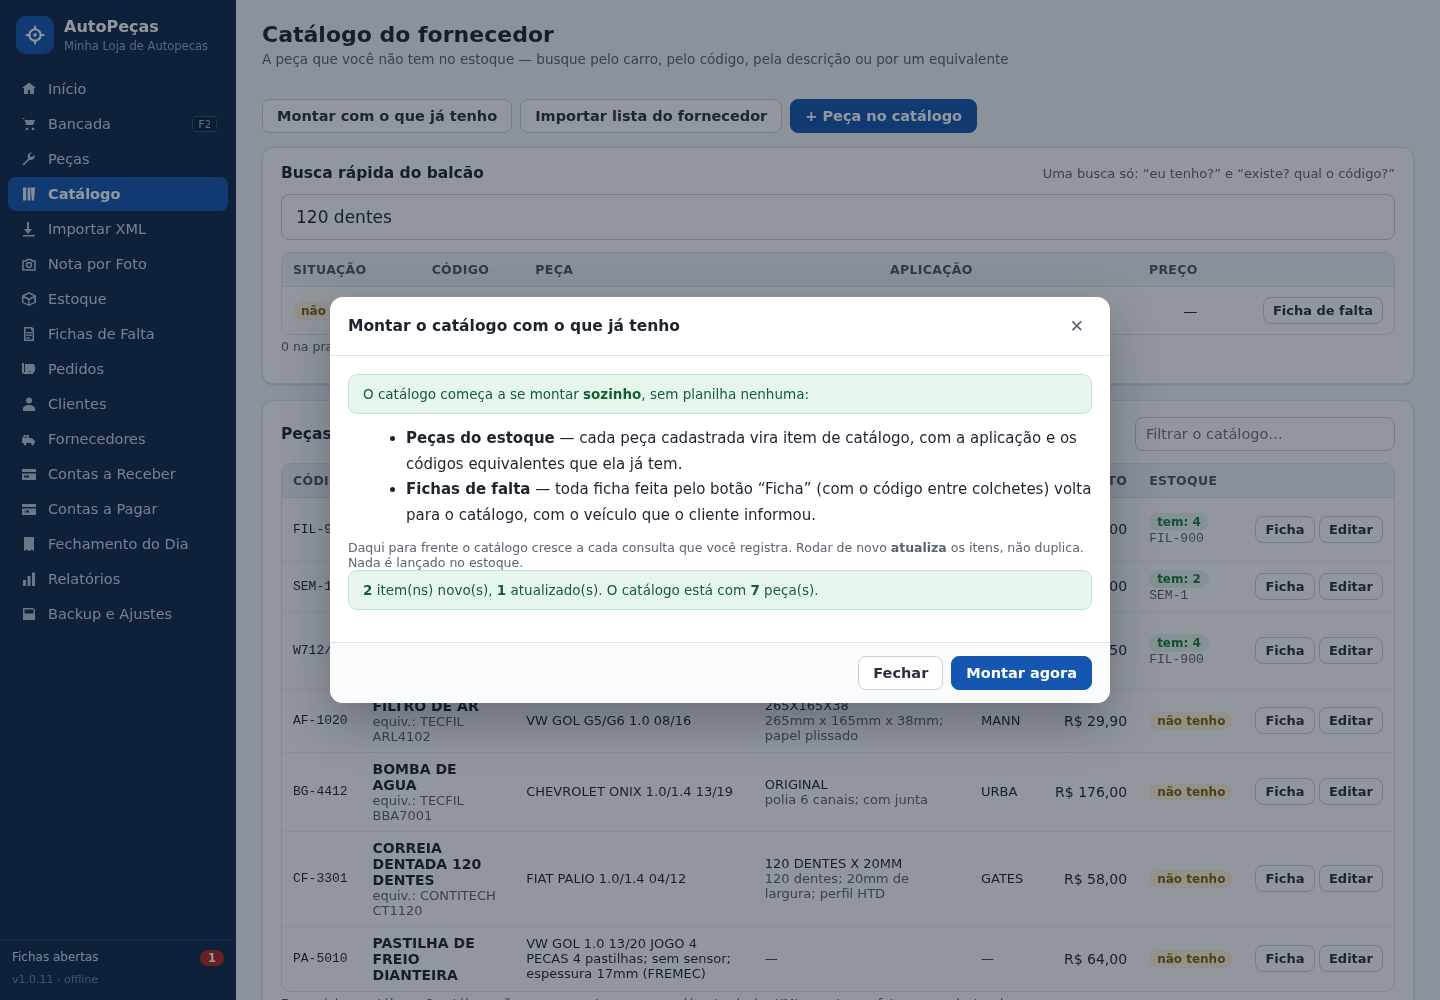 AutoPeças
Minha Loja de Autopecas
Início
Bancada F2
Peças
Catálogo
Importar XML
Nota por Foto
Estoque
Fichas de Falta
Pedidos
Clientes
Fornecedores
Contas a Receber
Contas a Pagar
Fechamento do Dia
Relatórios
Backup e Ajustes
Fichas abertas 1
v1.0.11 · offline
Catálogo do fornecedor
A peça que você não tem no estoque — busque pelo carro, pelo código, pela descrição ou por um equivalente
Montar com o que já tenho Importar lista do fornecedor + Peça no catálogo
Busca rápida do balcão Uma busca só: “eu tenho?” e “existe? qual o código?”
120 dentes
SITUAÇÃO CÓDIGO PEÇA APLICAÇÃO PREÇO
não — Ficha de falta
0 na
Montar o catálogo com o que já tenho ✕
O catálogo começa a se montar sozinho, sem planilha nenhuma:
• Peças do estoque — cada peça cadastrada vira item de catálogo, com a aplicação e os
códigos equivalentes que ela já tem.
• Fichas de falta — toda ficha feita pelo botão “Ficha” (com o código entre colchetes) volta
para o catálogo, com o veículo que o cliente informou.
Daqui para frente o catálogo cresce a cada consulta que você registra. Rodar de novo atualiza os itens, não duplica.
Nada é lançado no estoque.
2 item(ns) novo(s), 1 atualizado(s). O catálogo está com 7 peça(s).
Fechar Montar agora
Peças Filtrar o catálogo...
ESTOQUE
tem: 4
FIL-900
Ficha Editar
tem: 2
SEM-1
Ficha Editar
tem: 4
FIL-900
Ficha Editar
AF-1020
FILTRO DE AR
equiv.: TECFIL
ARL4102
VW GOL G5/G6 1.0 08/16
265X165X38
265mm x 165mm x 38mm;
papel plissado
MANN R$ 29,90 não tenho Ficha Editar
BG-4412
BOMBA DE
AGUA
equiv.: TECFIL
BBA7001
CHEVROLET ONIX 1.0/1.4 13/19
ORIGINAL
polia 6 canais; com junta
URBA R$ 176,00 não tenho Ficha Editar
CF-3301
CORREIA
DENTADA 120
DENTES
equiv.: CONTITECH
CT1120
FIAT PALIO 1.0/1.4 04/12
120 DENTES X 20MM
120 dentes; 20mm de
largura; perfil HTD
GATES R$ 58,00 não tenho Ficha Editar
PA-5010
PASTILHA DE
FREIO
DIANTEIRA
VW GOL 1.0 13/20 JOGO 4
PECAS 4 pastilhas; sem sensor;
espessura 17mm (FREMEC)
— — R$ 64,00 não tenho Ficha Editar